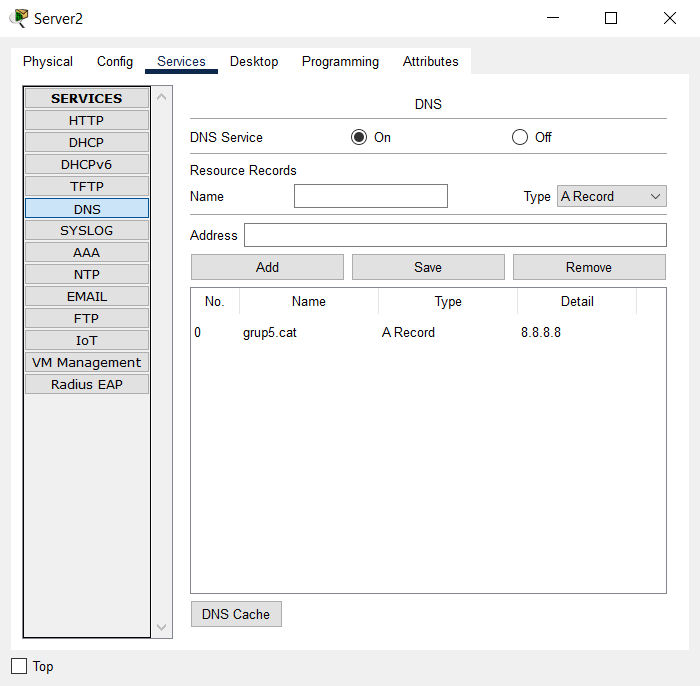 Server2
Physical Config Services Desktop Programming Attributes
SERVICES
HTTP
DHCP
DHCPv6
TFTP
DNS
SYSLOG
AAA
NTP
EMAIL
FTP
IoT
VM Management
Radius EAP
DNS
DNS Service On Off
Resource Records
Name Type A Record
Address
Add Save Remove
No. Name Type Detail
0 grup5.cat A Record 8.8.8.8
DNS Cache
Top